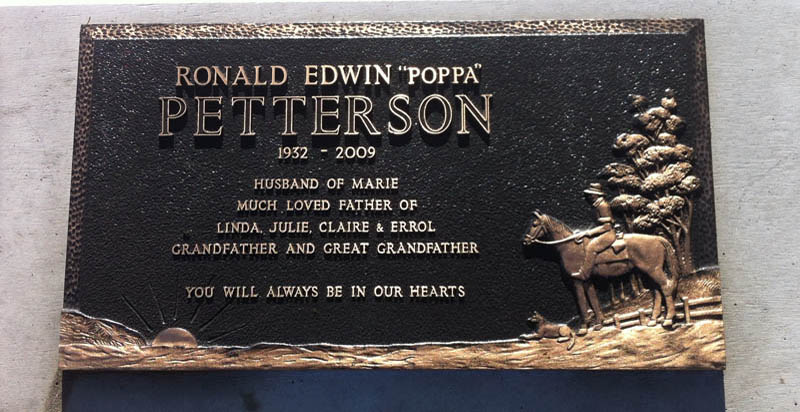 RONALD EDWIN "POPPA"
PETTERSON
1932 - 2009
HUSBAND OF MARIE
MUCH LOVED FATHER OF
LINDA, JULIE, CLAIRE & ERROL
GRANDFATHER AND GREAT GRANDFATHER
YOU WILL ALWAYS BE IN OUR HEARTS